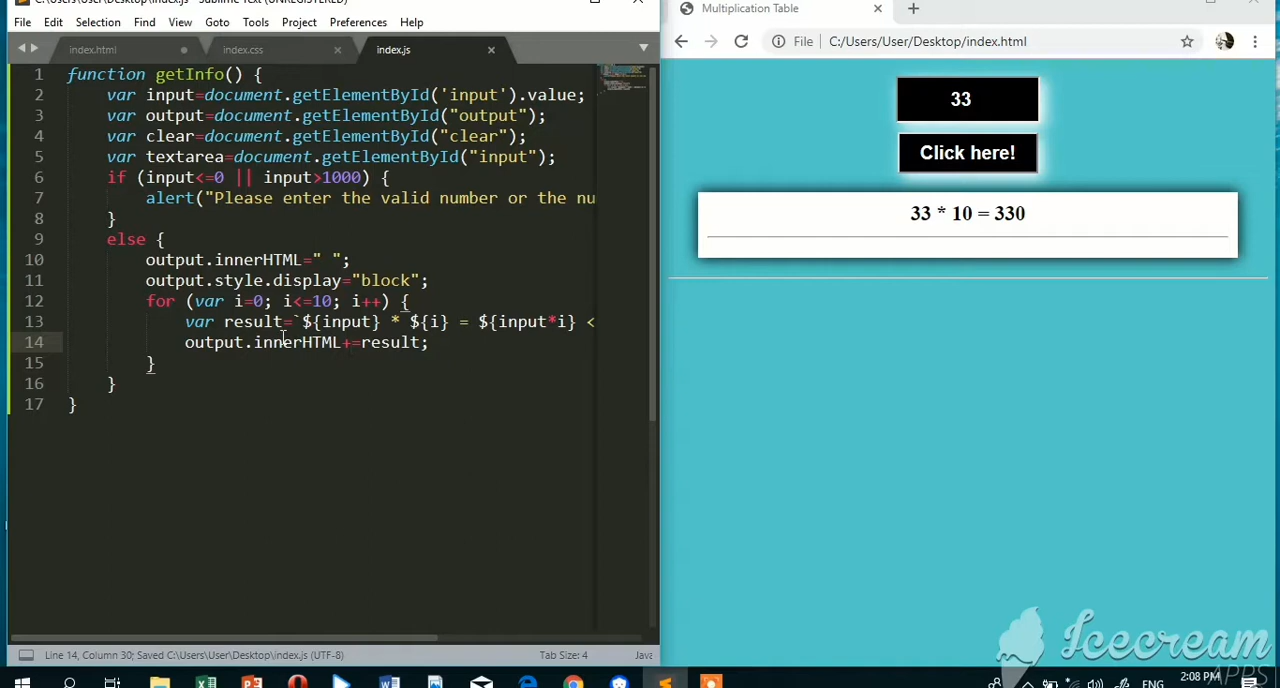 C:\Users\User\Desktop\index.js - Sublime Text (UNREGISTERED)
File Edit Selection Find View Goto Tools Project Preferences Help
index.html index.css index.js
1 function getInfo() {
2 var input=document.getElementById('input').value;
3 var output=document.getElementById("output");
4 var clear=document.getElementById("clear");
5 var textarea=document.getElementById("input");
6 if (input<=0 || input>1000) {
7 alert("Please enter the valid number or the nu
8 }
9 else {
10 output.innerHTML=" ";
11 output.style.display="block";
12 for (var i=0; i<=10; i++) {
13 var result=`${input} * ${i} = ${input*i} <
14 output.innerHTML+=result;
15 }
16 }
17 }
Line 14, Column 30; Saved C:\Users\User\Desktop\index.js (UTF-8) Tab Size: 4 Java
Multiplication Table
File C:/Users/User/Desktop/index.html
33
Click here!
33 * 10 = 330
Icecream
APPS
ENG 2:08 PM